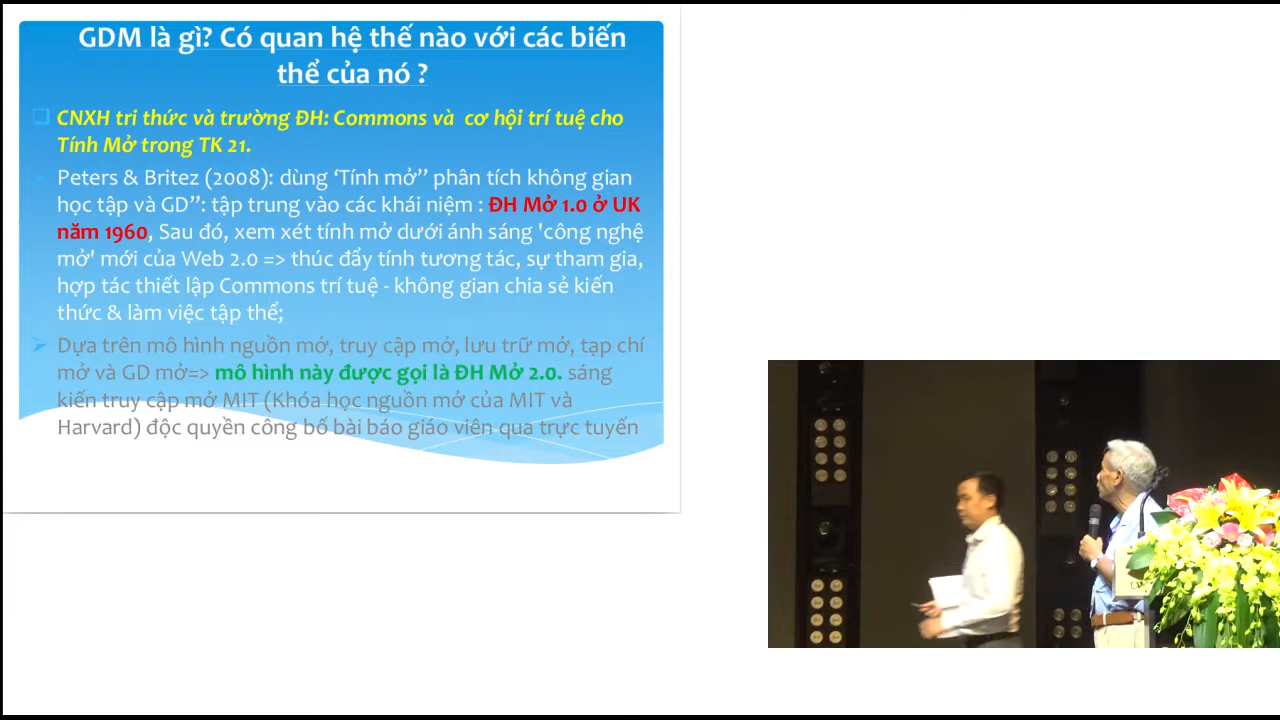 GDM là gì? Có quan hệ thế nào với các biến
thể của nó ?
CNXH tri thức và trường ĐH: Commons và cơ hội trí tuệ cho
Tính Mở trong TK 21.
Peters & Britez (2008): dùng ‘Tính mở” phân tích không gian
học tập và GD”: tập trung vào các khái niệm : ĐH Mở 1.0 ở UK
năm 1960, Sau đó, xem xét tính mở dưới ánh sáng 'công nghệ
mở' mới của Web 2.0 => thúc đẩy tính tương tác, sự tham gia,
hợp tác thiết lập Commons trí tuệ - không gian chia sẻ kiến
thức & làm việc tập thể;
Dựa trên mô hình nguồn mở, truy cập mở, lưu trữ mở, tạp chí
mở và GD mở=> mô hình này được gọi là ĐH Mở 2.0. sáng
kiến truy cập mở MIT (Khóa học nguồn mở của MIT và
Harvard) độc quyền công bố bài báo giáo viên qua trực tuyến